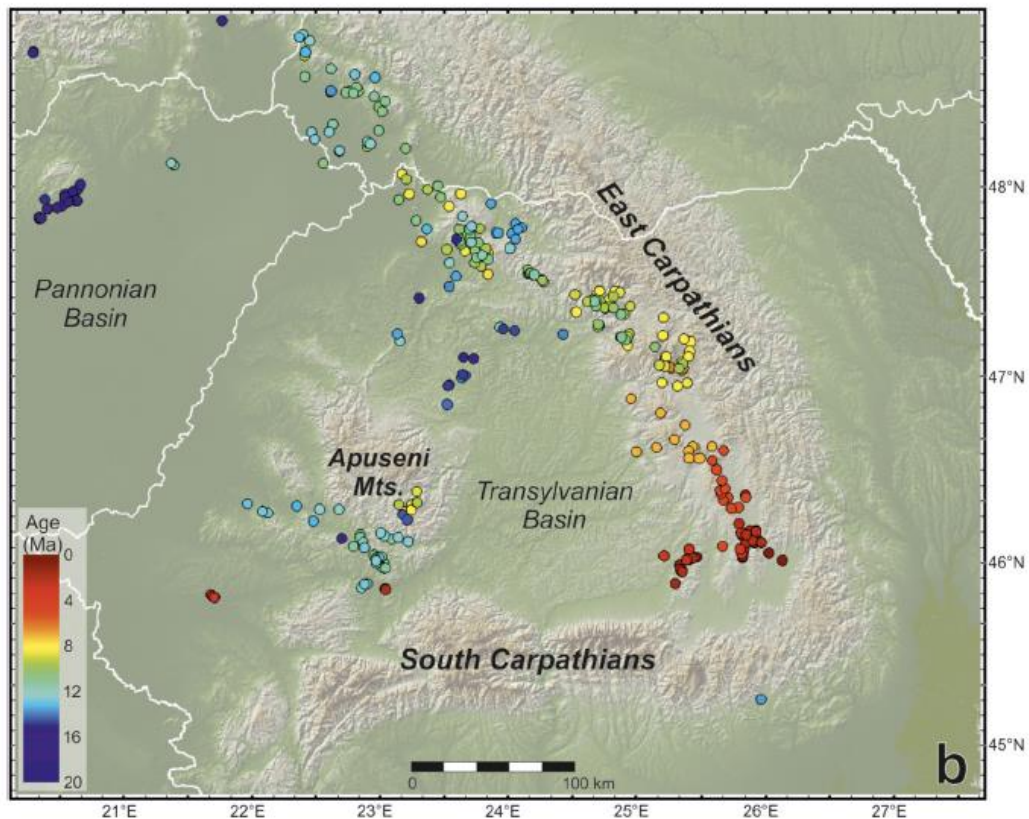 48°N
East Carpathians
Pannonian
Basin
47°N
Apuseni
Mts.
Transylvanian
Basin
Age
(Ma)
0
4
8
12
16
20
46°N
South Carpathians
45°N
0
100 km
b
21°E
22°E
23°E
24°E
25°E
26°E
27°E